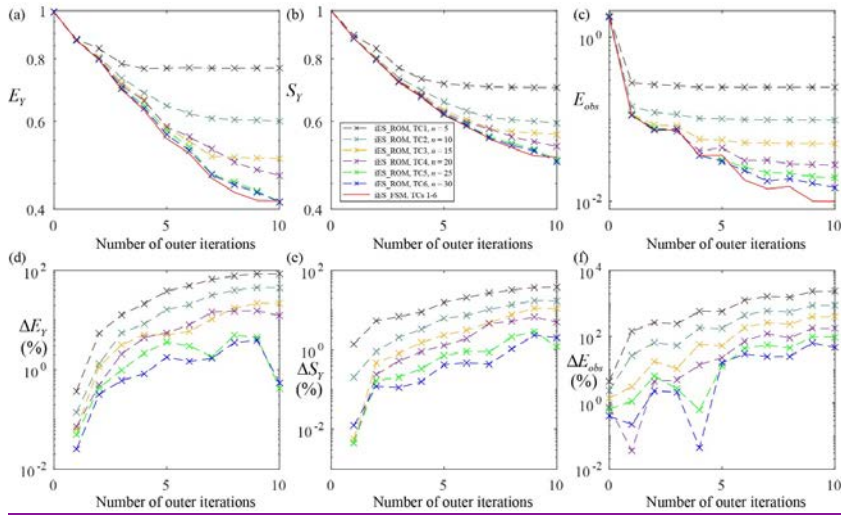 (a)
1
0.8
0.6
0.4
E_Y
0 5 10
Number of outer iterations
(b)
1
0.8
0.6
0.4
S_Y
iES_ROM, TC1, n = 5
iES_ROM, TC2, n = 10
iES_ROM, TC3, n = 15
iES_ROM, TC4, n = 20
iES_ROM, TC5, n = 25
iES_ROM, TC6, n = 30
iES_FSM, TCs 1-6
0 5 10
Number of outer iterations
(c)
10^0
10^-2
E_obs
0 5 10
Number of outer iterations
(d)
10^2
10^0
10^-2
ΔE_Y
(%)
0 5 10
Number of outer iterations
(e)
10^2
10^0
10^-2
ΔS_Y
(%)
0 5 10
Number of outer iterations
(f)
10^4
10^2
10^0
10^-2
ΔE_obs
(%)
0 5 10
Number of outer iterations